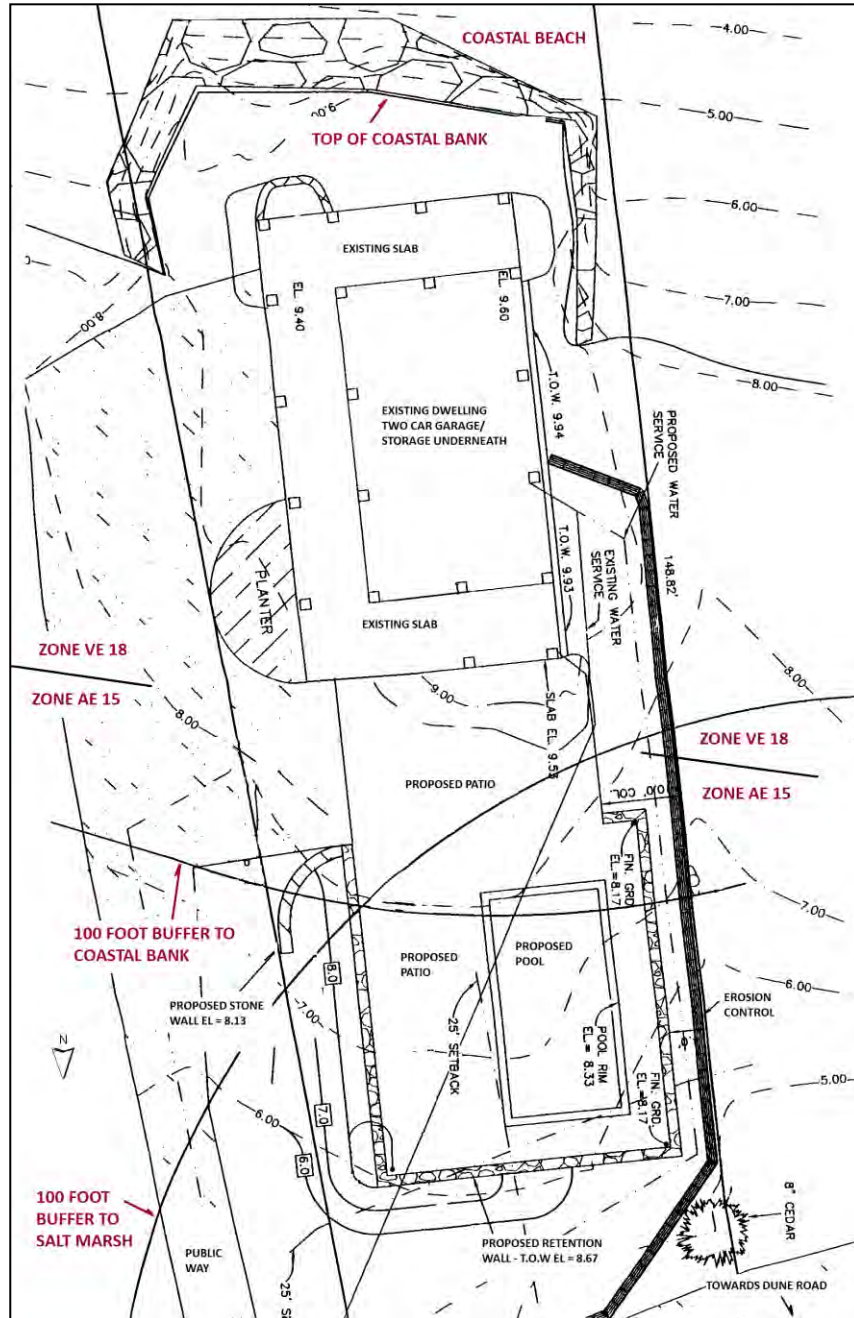 COASTAL BEACH
4.00
9.0
TOP OF COASTAL BANK
5.00
6.00
EXISTING SLAB
7.00
EL. 9.40
EL. 9.60
8.00
8.00
T.O.W. 9.94
EXISTING DWELLING
TWO CAR GARAGE/
STORAGE UNDERNEATH
PROPOSED WATER
SERVICE
148.82'
EXISTING WATER
SERVICE
T.O.W. 9.93
PLANTER
EXISTING SLAB
ZONE VE 18
ZONE AE 15
8.00
9.00
SLAB EL. 9.55
8.00
ZONE VE 18
ZONE AE 15
PROPOSED PATIO
FIN. GRD
EL.=8.17
7.00
100 FOOT BUFFER TO
COASTAL BANK
PROPOSED
PATIO
PROPOSED
POOL
8.0
PROPOSED STONE
WALL EL = 8.13
7.00
25' SETBACK
POOL RIM
EL.= 8.33
6.00
EROSION
CONTROL
N
FIN. GRD.
EL.=8.17
5.00
6.00
7.0
6.0
8" CEDAR
100 FOOT
BUFFER TO
SALT MARSH
PUBLIC
WAY
PROPOSED RETENTION
WALL - T.O.W EL = 8.67
25'
TOWARDS DUNE ROAD